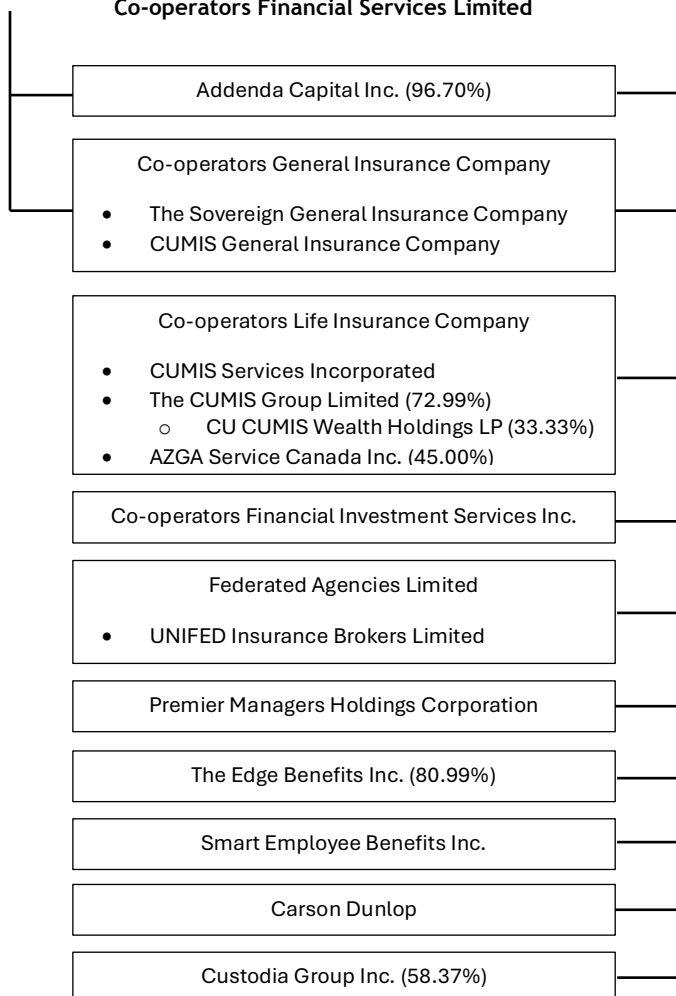 Co-operators Financial Services Limited
Addenda Capital Inc. (96.70%)
Co-operators General Insurance Company
• The Sovereign General Insurance Company
• CUMIS General Insurance Company
Co-operators Life Insurance Company
• CUMIS Services Incorporated
• The CUMIS Group Limited (72.99%)
o CU CUMIS Wealth Holdings LP (33.33%)
• AZGA Service Canada Inc. (45.00%)
Co-operators Financial Investment Services Inc.
Federated Agencies Limited
• UNIFED Insurance Brokers Limited
Premier Managers Holdings Corporation
The Edge Benefits Inc. (80.99%)
Smart Employee Benefits Inc.
Carson Dunlop
Custodia Group Inc. (58.37%)